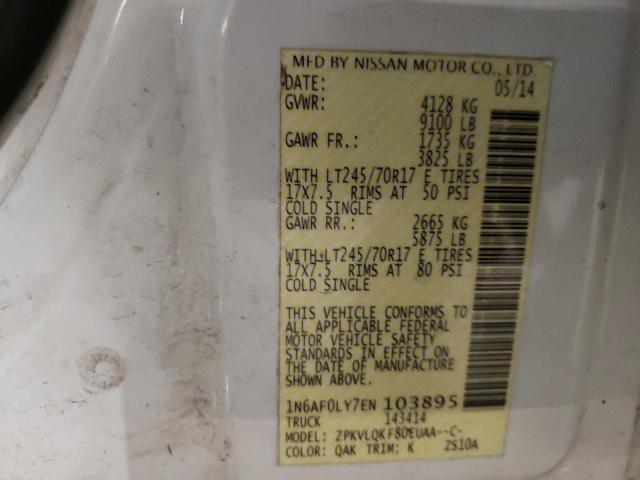 MFD BY NISSAN MOTOR CO., LTD.
DATE: 05/14
GVWR: 4128 KG
9100 LB
GAWR FR.: 1735 KG
3825 LB
WITH LT245/70R17 E TIRES
17X7.5 RIMS AT 50 PSI
COLD SINGLE
GAWR RR.: 2665 KG
5875 LB
WITH LT245/70R17 E TIRES
17X7.5 RIMS AT 80 PSI
COLD SINGLE
THIS VEHICLE CONFORMS TO
ALL APPLICABLE FEDERAL
MOTOR VEHICLE SAFETY
STANDARDS IN EFFECT ON
THE DATE OF MANUFACTURE
SHOWN ABOVE.
1N6AF0LY7EN 103895
TRUCK 143414
MODEL: ZPKVLQKF80EUAA--C-
COLOR: QAK TRIM: K ZS10A